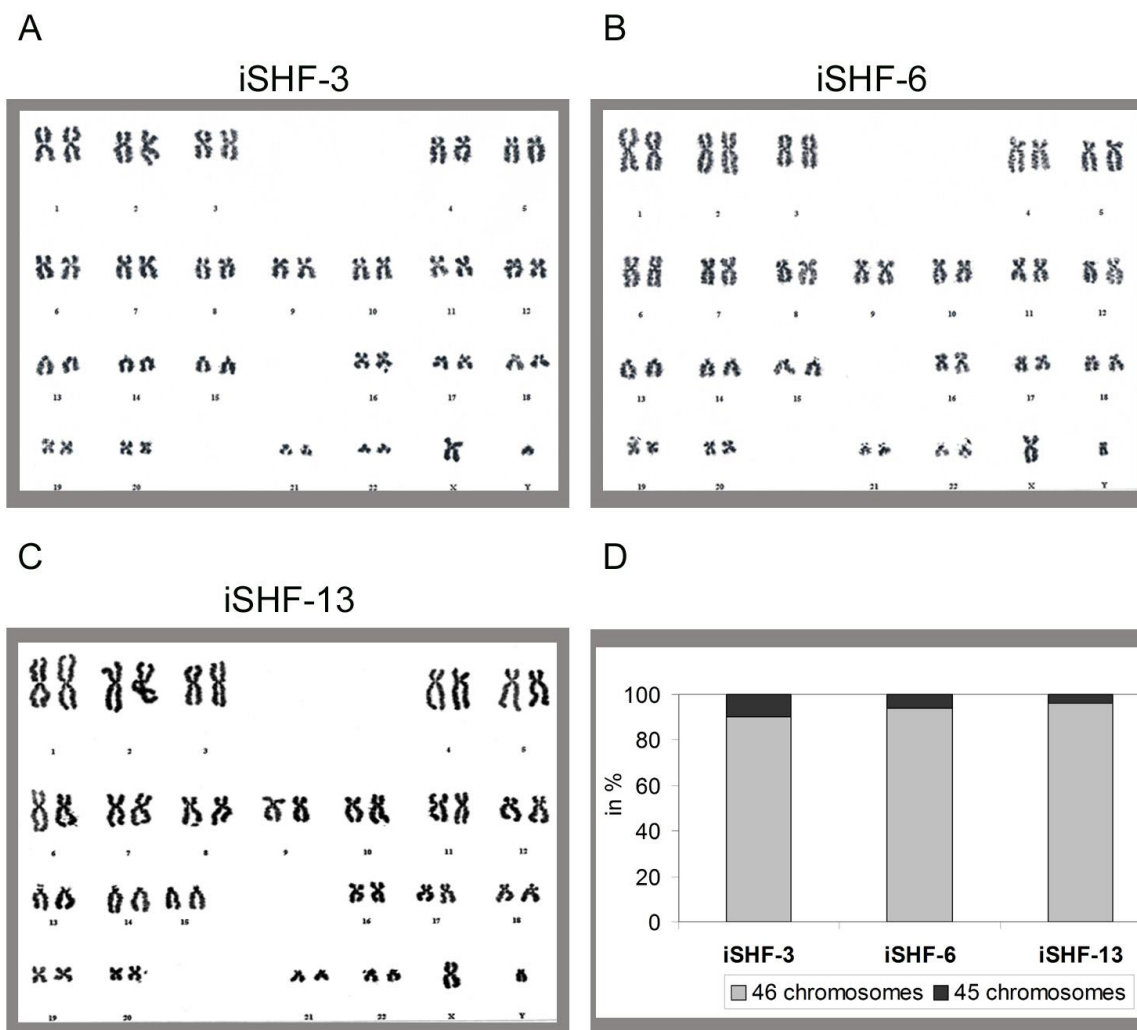 A
iSHF-3
1 2 3 4 5
6 7 8 9 10 11 12
13 14 15 16 17 18
19 20 21 22 X Y
B
iSHF-6
1 2 3 4 5
6 7 8 9 10 11 12
13 14 15 16 17 18
19 20 21 22 X Y
C
iSHF-13
1 2 3 4 5
6 7 8 9 10 11 12
13 14 15 16 17 18
19 20 21 22 X Y
D
in %
100
80
60
40
20
0
iSHF-3 iSHF-6 iSHF-13
46 chromosomes 45 chromosomes